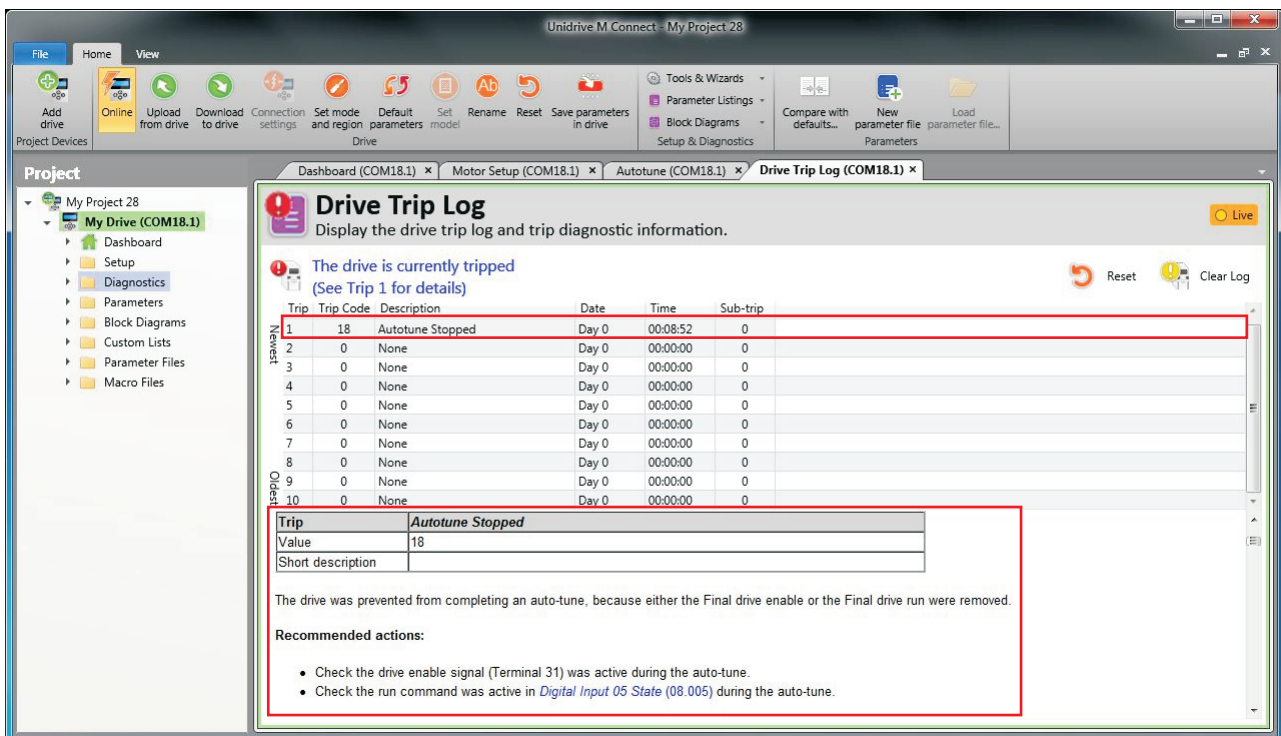 Unidrive M Connect - My Project 28
File Home View
Add drive
Online
Upload from drive
Download to drive
Connection settings
Set mode and region
Default parameters
Set model
Rename
Reset
Save parameters in drive
Tools & Wizards
Parameter Listings
Block Diagrams
Compare with defaults...
New parameter file
Load parameter file...
Project Devices
Drive
Setup & Diagnostics
Parameters
Project
My Project 28
My Drive (COM18.1)
Dashboard
Setup
Diagnostics
Parameters
Block Diagrams
Custom Lists
Parameter Files
Macro Files
Dashboard (COM18.1) × Motor Setup (COM18.1) × Autotune (COM18.1) × Drive Trip Log (COM18.1) ×
Drive Trip Log
Display the drive trip log and trip diagnostic information.
Live
The drive is currently tripped
(See Trip 1 for details)
Reset
Clear Log
Trip Trip Code Description Date Time Sub-trip
Newest
1 18 Autotune Stopped Day 0 00:08:52 0
2 0 None Day 0 00:00:00 0
3 0 None Day 0 00:00:00 0
4 0 None Day 0 00:00:00 0
5 0 None Day 0 00:00:00 0
6 0 None Day 0 00:00:00 0
7 0 None Day 0 00:00:00 0
8 0 None Day 0 00:00:00 0
Oldest
9 0 None Day 0 00:00:00 0
10 0 None Day 0 00:00:00 0
Trip Autotune Stopped
Value 18
Short description
The drive was prevented from completing an auto-tune, because either the Final drive enable or the Final drive run were removed.
Recommended actions:
• Check the drive enable signal (Terminal 31) was active during the auto-tune.
• Check the run command was active in Digital Input 05 State (08.005) during the auto-tune.